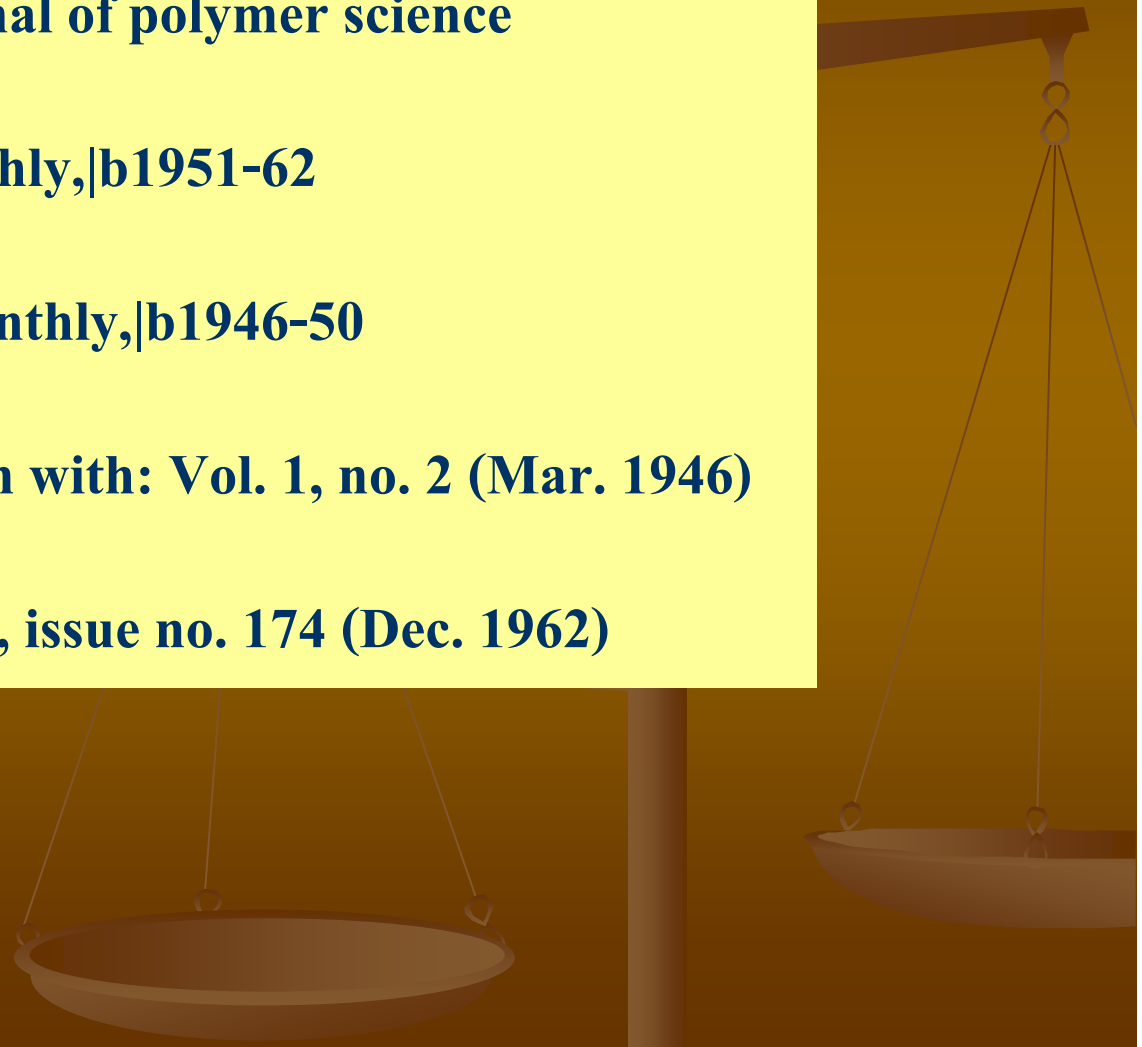 nal of polymer science
hly,|b1951-62
nthly,|b1946-50
n with: Vol. 1, no. 2 (Mar. 1946)
, issue no. 174 (Dec. 1962)